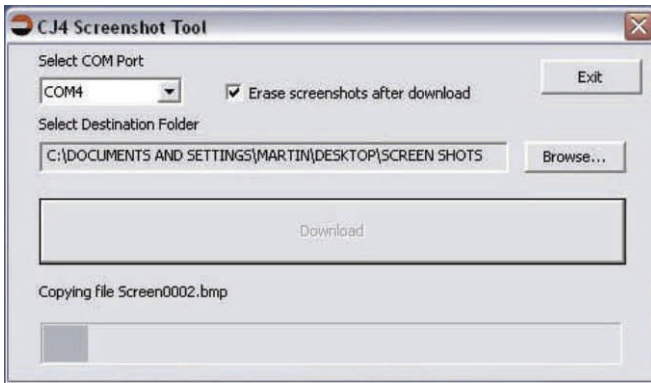 CJ4 Screenshot Tool
Select COM Port
COM4
Erase screenshots after download
Exit
Select Destination Folder
C:\DOCUMENTS AND SETTINGS\MARTIN\DESKTOP\SCREEN SHOTS
Browse...
Download
Copying file Screen0002.bmp